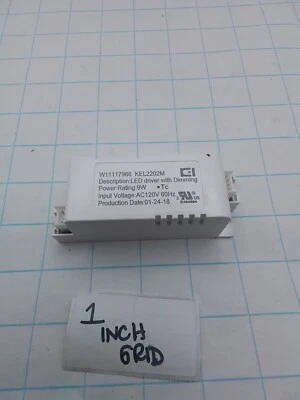 W11117966 KEL2202M
Description:LED driver with Dimming
Power Rating 9W •Tc
Input Voltage:AC120V 60Hz
Production Date:01-24-18
1
INCH
GRID